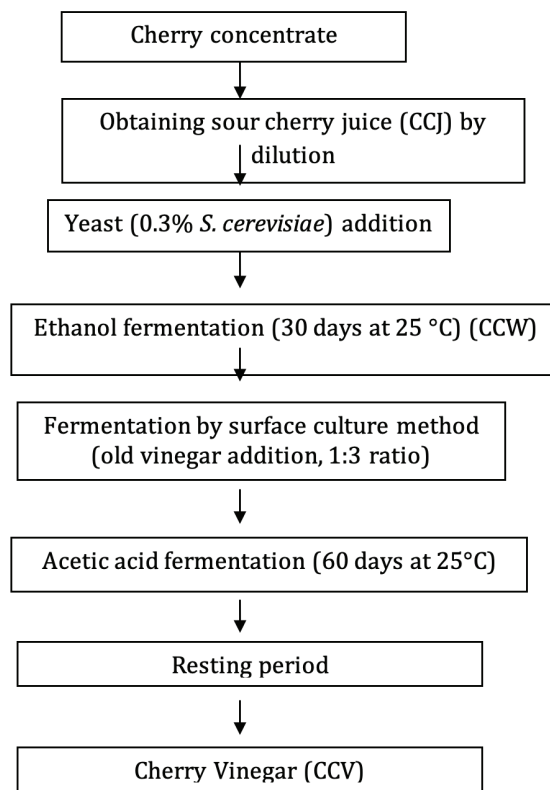 Cherry concentrate
Obtaining sour cherry juice (CCJ) by
dilution
Yeast (0.3% S. cerevisiae) addition
Ethanol fermentation (30 days at 25 °C) (CCW)
Fermentation by surface culture method
(old vinegar addition, 1:3 ratio)
Acetic acid fermentation (60 days at 25°C)
Resting period
Cherry Vinegar (CCV)